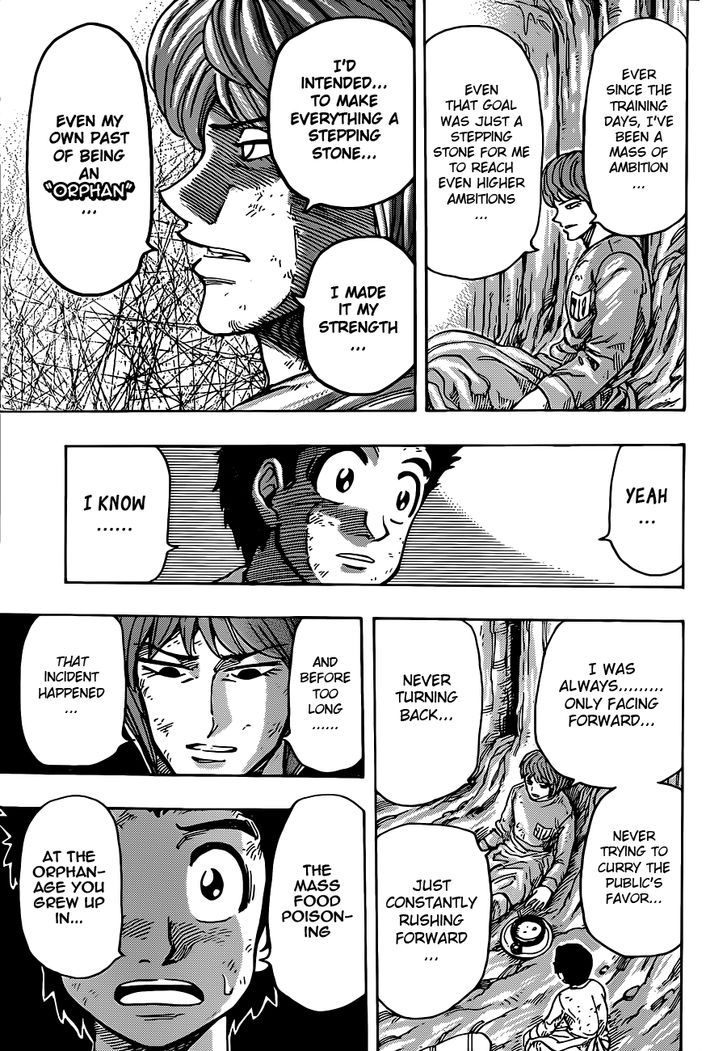 EVER
SINCE THE
TRAINING
DAYS, I'VE
BEEN A
MASS OF
AMBITION
...
EVEN
THAT GOAL
WAS JUST A
STEPPING
STONE FOR ME
TO REACH
EVEN HIGHER
AMBITIONS
...
I'D
INTENDED...
TO MAKE
EVERYTHING A
STEPPING
STONE...
I MADE
IT MY
STRENGTH
...
EVEN MY
OWN PAST
OF BEING
AN
"ORPHAN"
...
YEAH
...
I KNOW
......
I WAS
ALWAYS.........
ONLY FACING
FORWARD...
NEVER
TRYING TO
CURRY THE
PUBLIC'S
FAVOR...
NEVER
TURNING
BACK...
JUST
CONSTANTLY
RUSHING
FORWARD
...
AND
BEFORE
TOO
LONG ......
THAT
INCIDENT
HAPPENED
...
THE
MASS
FOOD
POISON-
ING
AT THE
ORPHAN-
AGE YOU
GREW UP
IN...